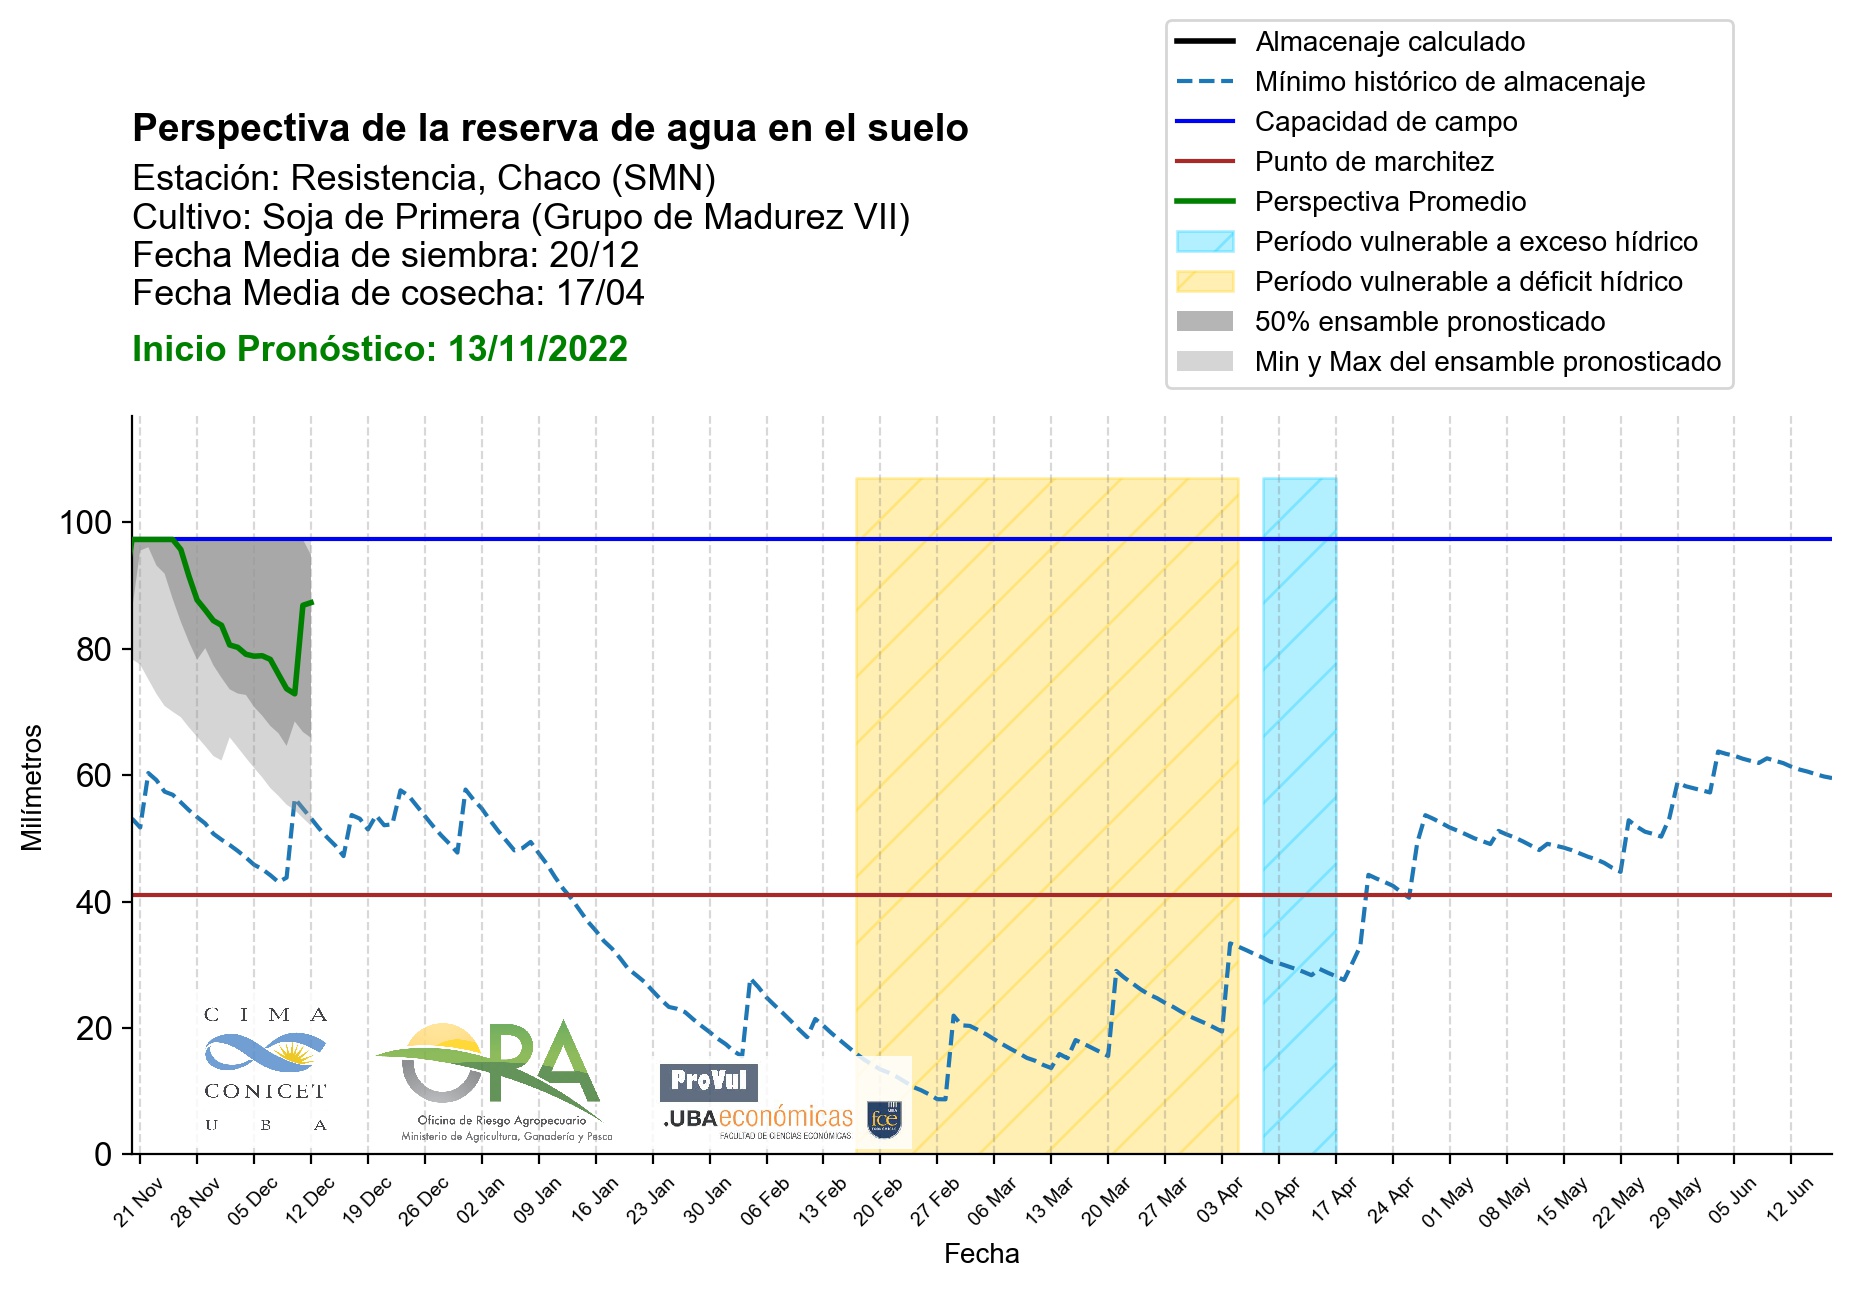 Almacenaje calculado
Mínimo histórico de almacenaje
Capacidad de campo
Punto de marchitez
Perspectiva Promedio
Período vulnerable a exceso hídrico
Período vulnerable a déficit hídrico
50% ensamble pronosticado
Min y Max del ensamble pronosticado
Perspectiva de la reserva de agua en el suelo
Estación: Resistencia, Chaco (SMN)
Cultivo: Soja de Primera (Grupo de Madurez VII)
Fecha Media de siembra: 20/12
Fecha Media de cosecha: 17/04
Inicio Pronóstico: 13/11/2022
Milímetros
100
80
60
40
20
0
CIMA
CONICET
UBA
ORA
Oficina de Riesgo Agropecuario
Ministerio de Agricultura, Ganadería y Pesca
ProVul
.UBAeconómicas
FACULTAD DE CIENCIAS ECONÓMICAS
fce
21 Nov
28 Nov
05 Dec
12 Dec
19 Dec
26 Dec
02 Jan
09 Jan
16 Jan
23 Jan
30 Jan
06 Feb
13 Feb
20 Feb
27 Feb
06 Mar
13 Mar
20 Mar
27 Mar
03 Apr
10 Apr
17 Apr
24 Apr
01 May
08 May
15 May
22 May
29 May
05 Jun
12 Jun
Fecha